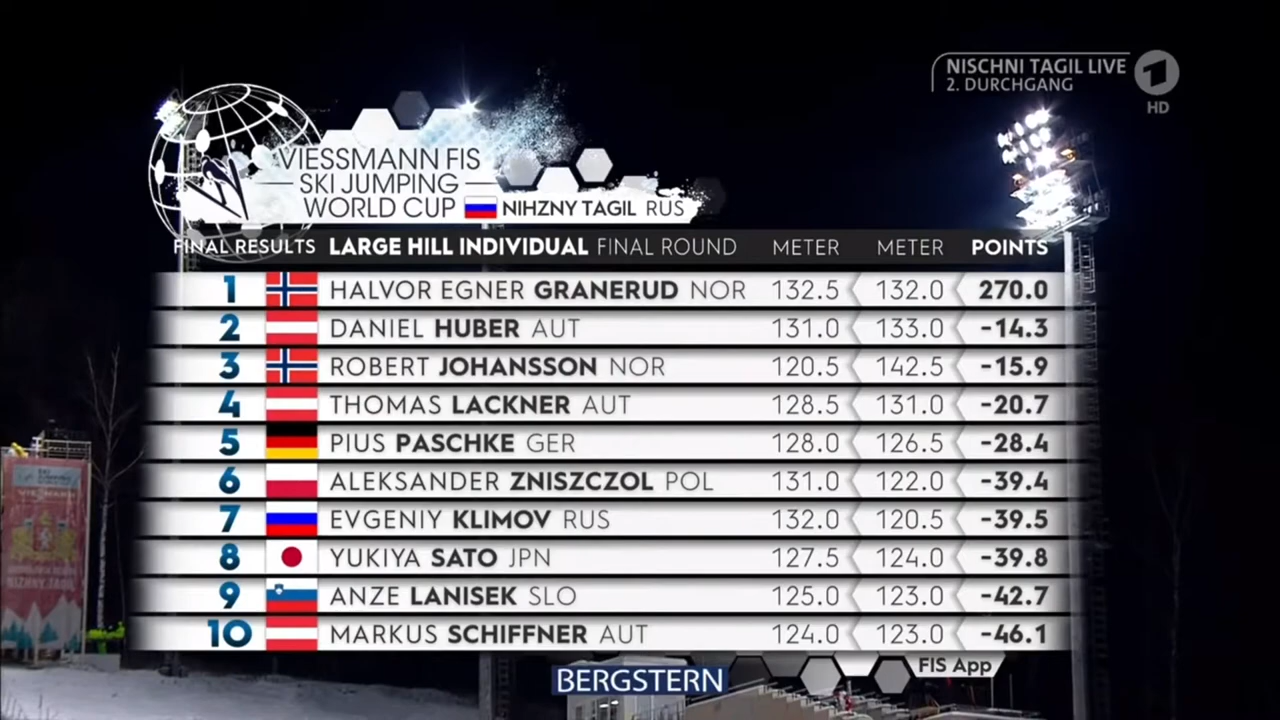 NISCHNI TAGIL LIVE
2. DURCHGANG
1
HD
VIESSMANN FIS
SKI JUMPING
WORLD CUP NIHZNY TAGIL RUS
FINAL RESULTS LARGE HILL INDIVIDUAL FINAL ROUND METER METER POINTS
1 HALVOR EGNER GRANERUD NOR 132.5 132.0 270.0
2 DANIEL HUBER AUT 131.0 133.0 -14.3
3 ROBERT JOHANSSON NOR 120.5 142.5 -15.9
4 THOMAS LACKNER AUT 128.5 131.0 -20.7
5 PIUS PASCHKE GER 128.0 126.5 -28.4
6 ALEKSANDER ZNISZCZOL POL 131.0 122.0 -39.4
7 EVGENIY KLIMOV RUS 132.0 120.5 -39.5
8 YUKIYA SATO JPN 127.5 124.0 -39.8
9 ANZE LANISEK SLO 125.0 123.0 -42.7
10 MARKUS SCHIFFNER AUT 124.0 123.0 -46.1
FIS App
BERGSTERN
SKI
JUMPING
VIESSMANN
NIZHNY TAGIL